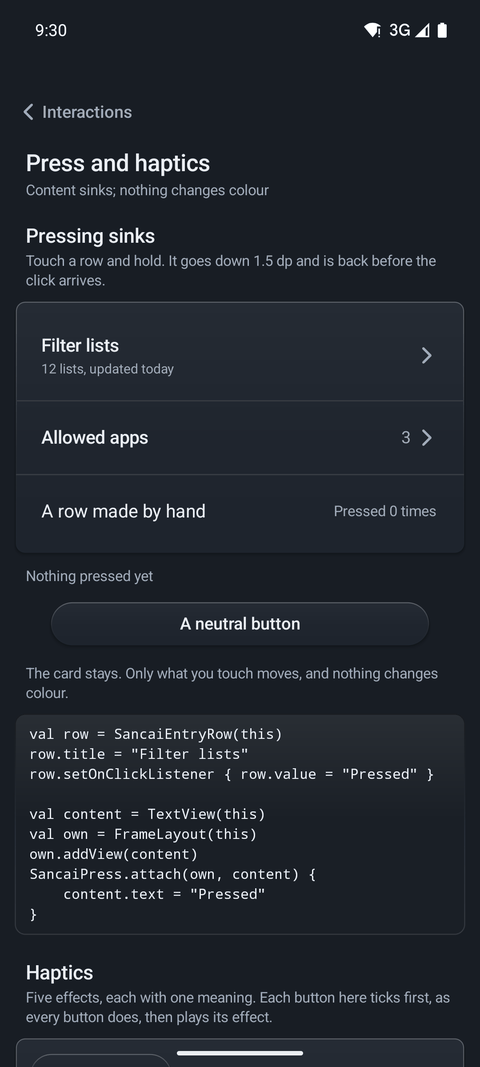 9:30
3G
Interactions
Press and haptics
Content sinks; nothing changes colour
Pressing sinks
Touch a row and hold. It goes down 1.5 dp and is back before the
click arrives.
Filter lists
12 lists, updated today
Allowed apps
3
A row made by hand
Pressed 0 times
Nothing pressed yet
A neutral button
The card stays. Only what you touch moves, and nothing changes
colour.
val row = SancaiEntryRow(this)
row.title = "Filter lists"
row.setOnClickListener { row.value = "Pressed" }
val content = TextView(this)
val own = FrameLayout(this)
own.addView(content)
SancaiPress.attach(own, content) {
    content.text = "Pressed"
}
Haptics
Five effects, each with one meaning. Each button here ticks first, as
every button does, then plays its effect.